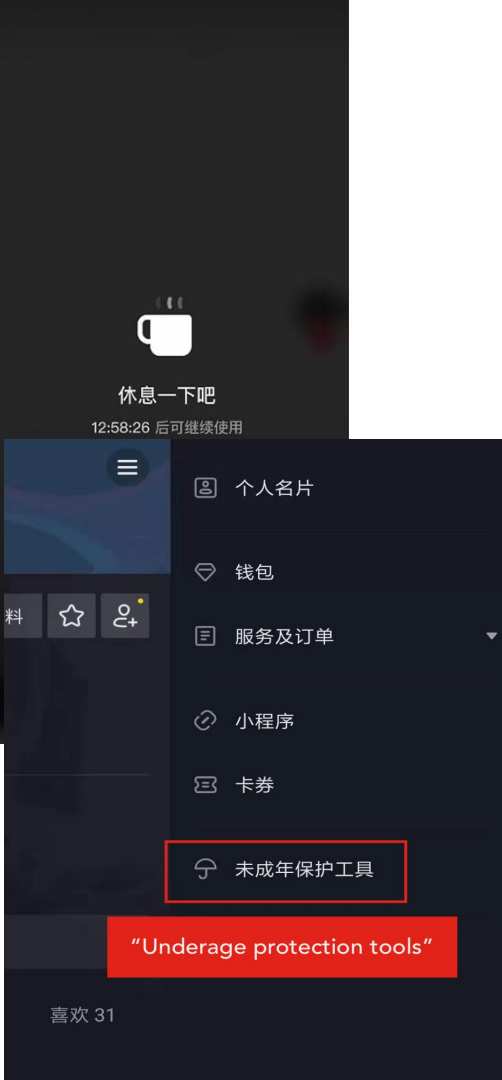 休息一下吧
12:58:26 后可继续使用
个人名片
钱包
料
服务及订单
小程序
卡券
未成年保护工具
“Underage protection tools”
喜欢 31